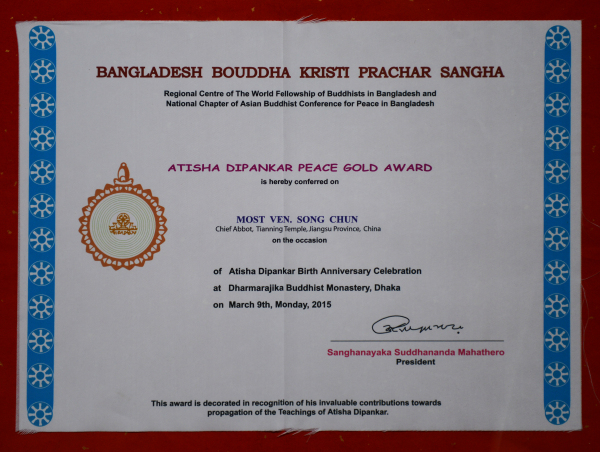 BANGLADESH BOUDDHA KRISTI PRACHAR SANGHA
Regional Centre of The World Fellowship of Buddhists in Bangladesh and
National Chapter of Asian Buddhist Conference for Peace in Bangladesh
ATISHA DIPANKAR PEACE GOLD AWARD
is hereby conferred on
MOST VEN. SONG CHUN
Chief Abbot, Tianning Temple, Jiangsu Province, China
on the occasion
of Atisha Dipankar Birth Anniversary Celebration
at Dharmarajika Buddhist Monastery, Dhaka
on March 9th, Monday, 2015
Sanghanayaka Suddhananda Mahathero
President
This award is decorated in recognition of his invaluable contributions towards
propagation of the Teachings of Atisha Dipankar.